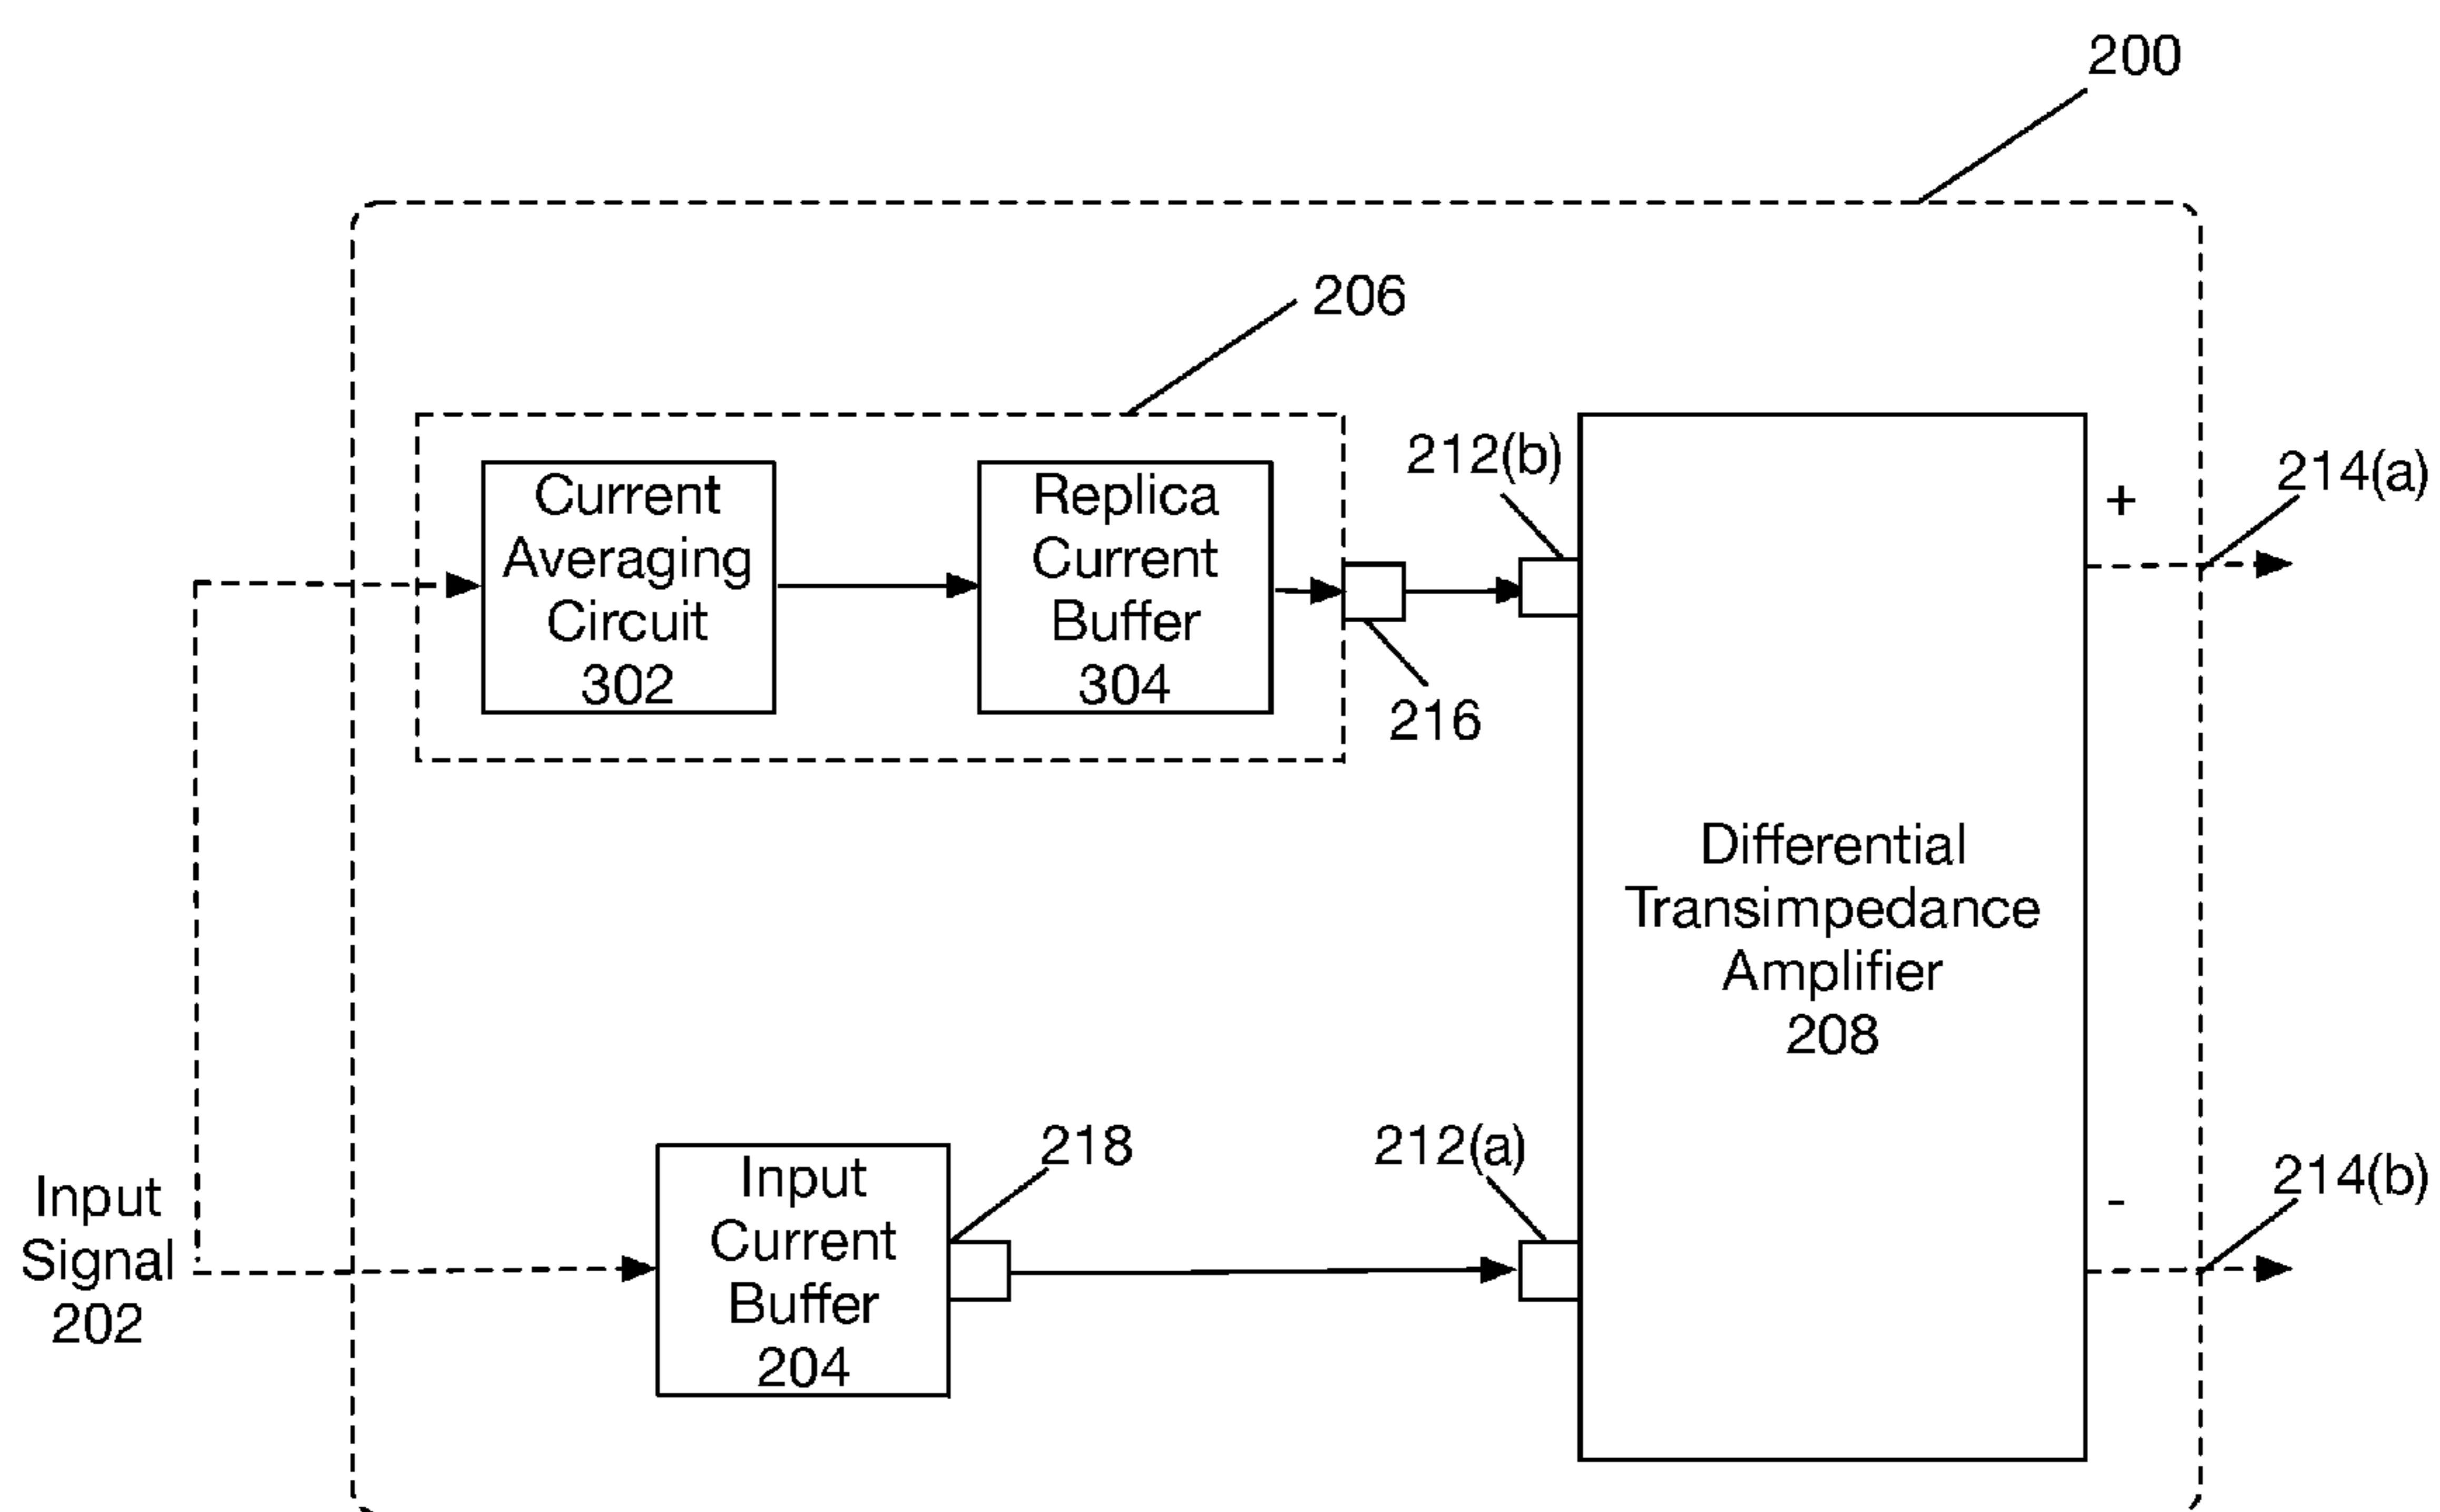 200
206
Current
Averaging
Circuit
302
Replica
Current
Buffer
304
212(b)
216
+
214(a)
Differential
Transimpedance
Amplifier
208
Input
Signal
202
Input
Current
Buffer
204
218
212(a)
-
214(b)